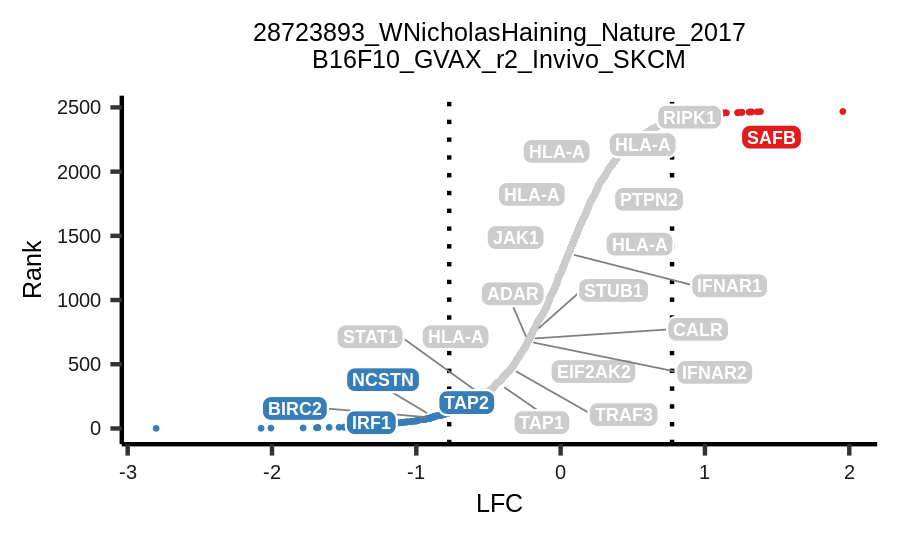 28723893_WNicholasHaining_Nature_2017
B16F10_GVAX_r2_Invivo_SKCM
Rank
2500
2000
1500
1000
500
0
RIPK1
SAFB
HLA-A
HLA-A
HLA-A
PTPN2
JAK1
HLA-A
IFNAR1
ADAR
STUB1
STAT1
HLA-A
CALR
NCSTN
EIF2AK2
IFNAR2
BIRC2
TAP2
IRF1
TAP1
TRAF3
-3
-2
-1
0
1
2
LFC